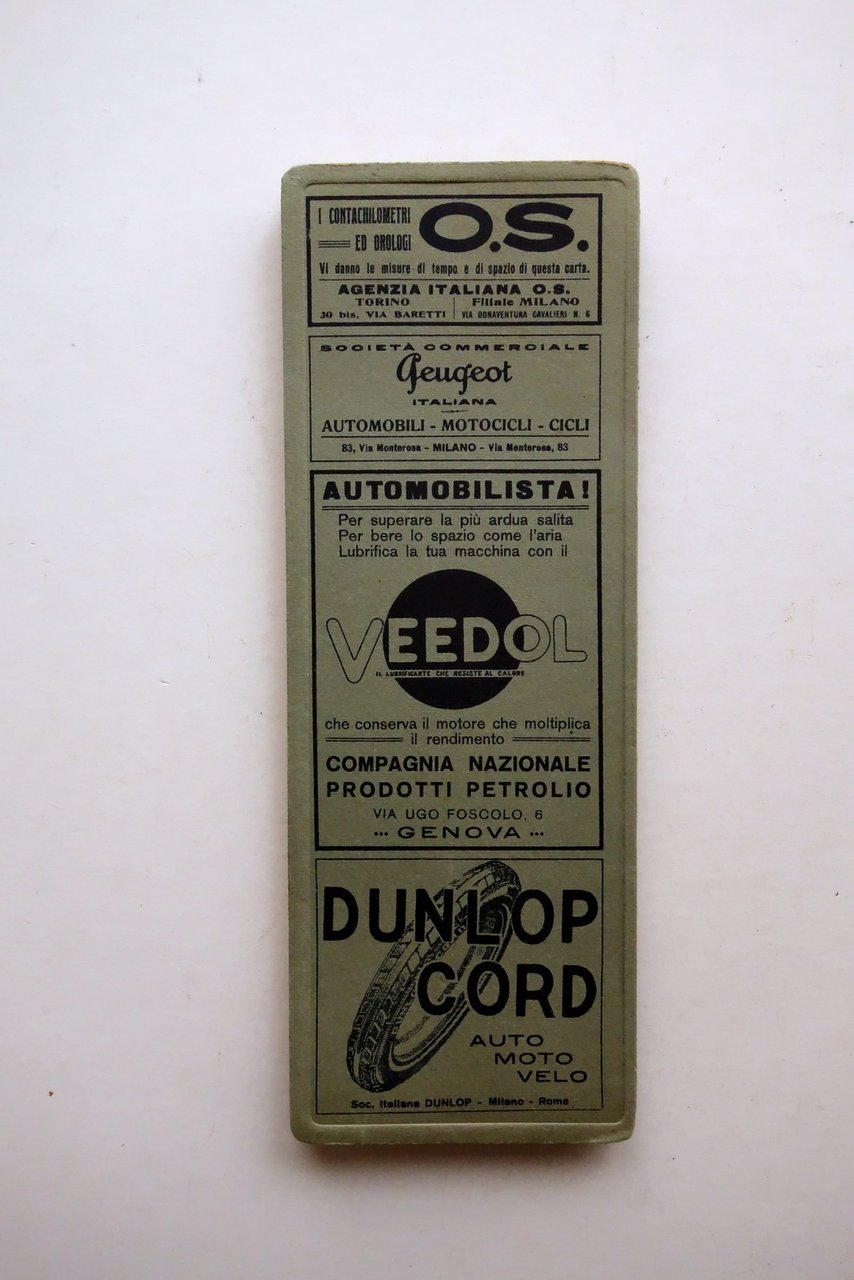 I CONTACHILOMETRI
ED OROLOGI
O.S.
Vi danno le misure di tempo e di spazio di questa carta.
AGENZIA ITALIANA O.S.
TORINO
30 bis, VIA BARETTI
Filiale MILANO
VIA BONAVENTURA CAVALIERI N. 6
SOCIETÀ COMMERCIALE
Peugeot
ITALIANA
AUTOMOBILI - MOTOCICLI - CICLI
83, Via Monterosa - MILANO - Via Monterosa, 83
AUTOMOBILISTA!
Per superare la più ardua salita
Per bere lo spazio come l'aria
Lubrifica la tua macchina con il
VEEDOL
IL LUBRIFICANTE CHE RESISTE AL CALORE
che conserva il motore che moltiplica
il rendimento
COMPAGNIA NAZIONALE
PRODOTTI PETROLIO
VIA UGO FOSCOLO, 6
··· GENOVA ···
DUNLOP
CORD
AUTO
MOTO
VELO
Soc. Italiana DUNLOP - Milano - Roma